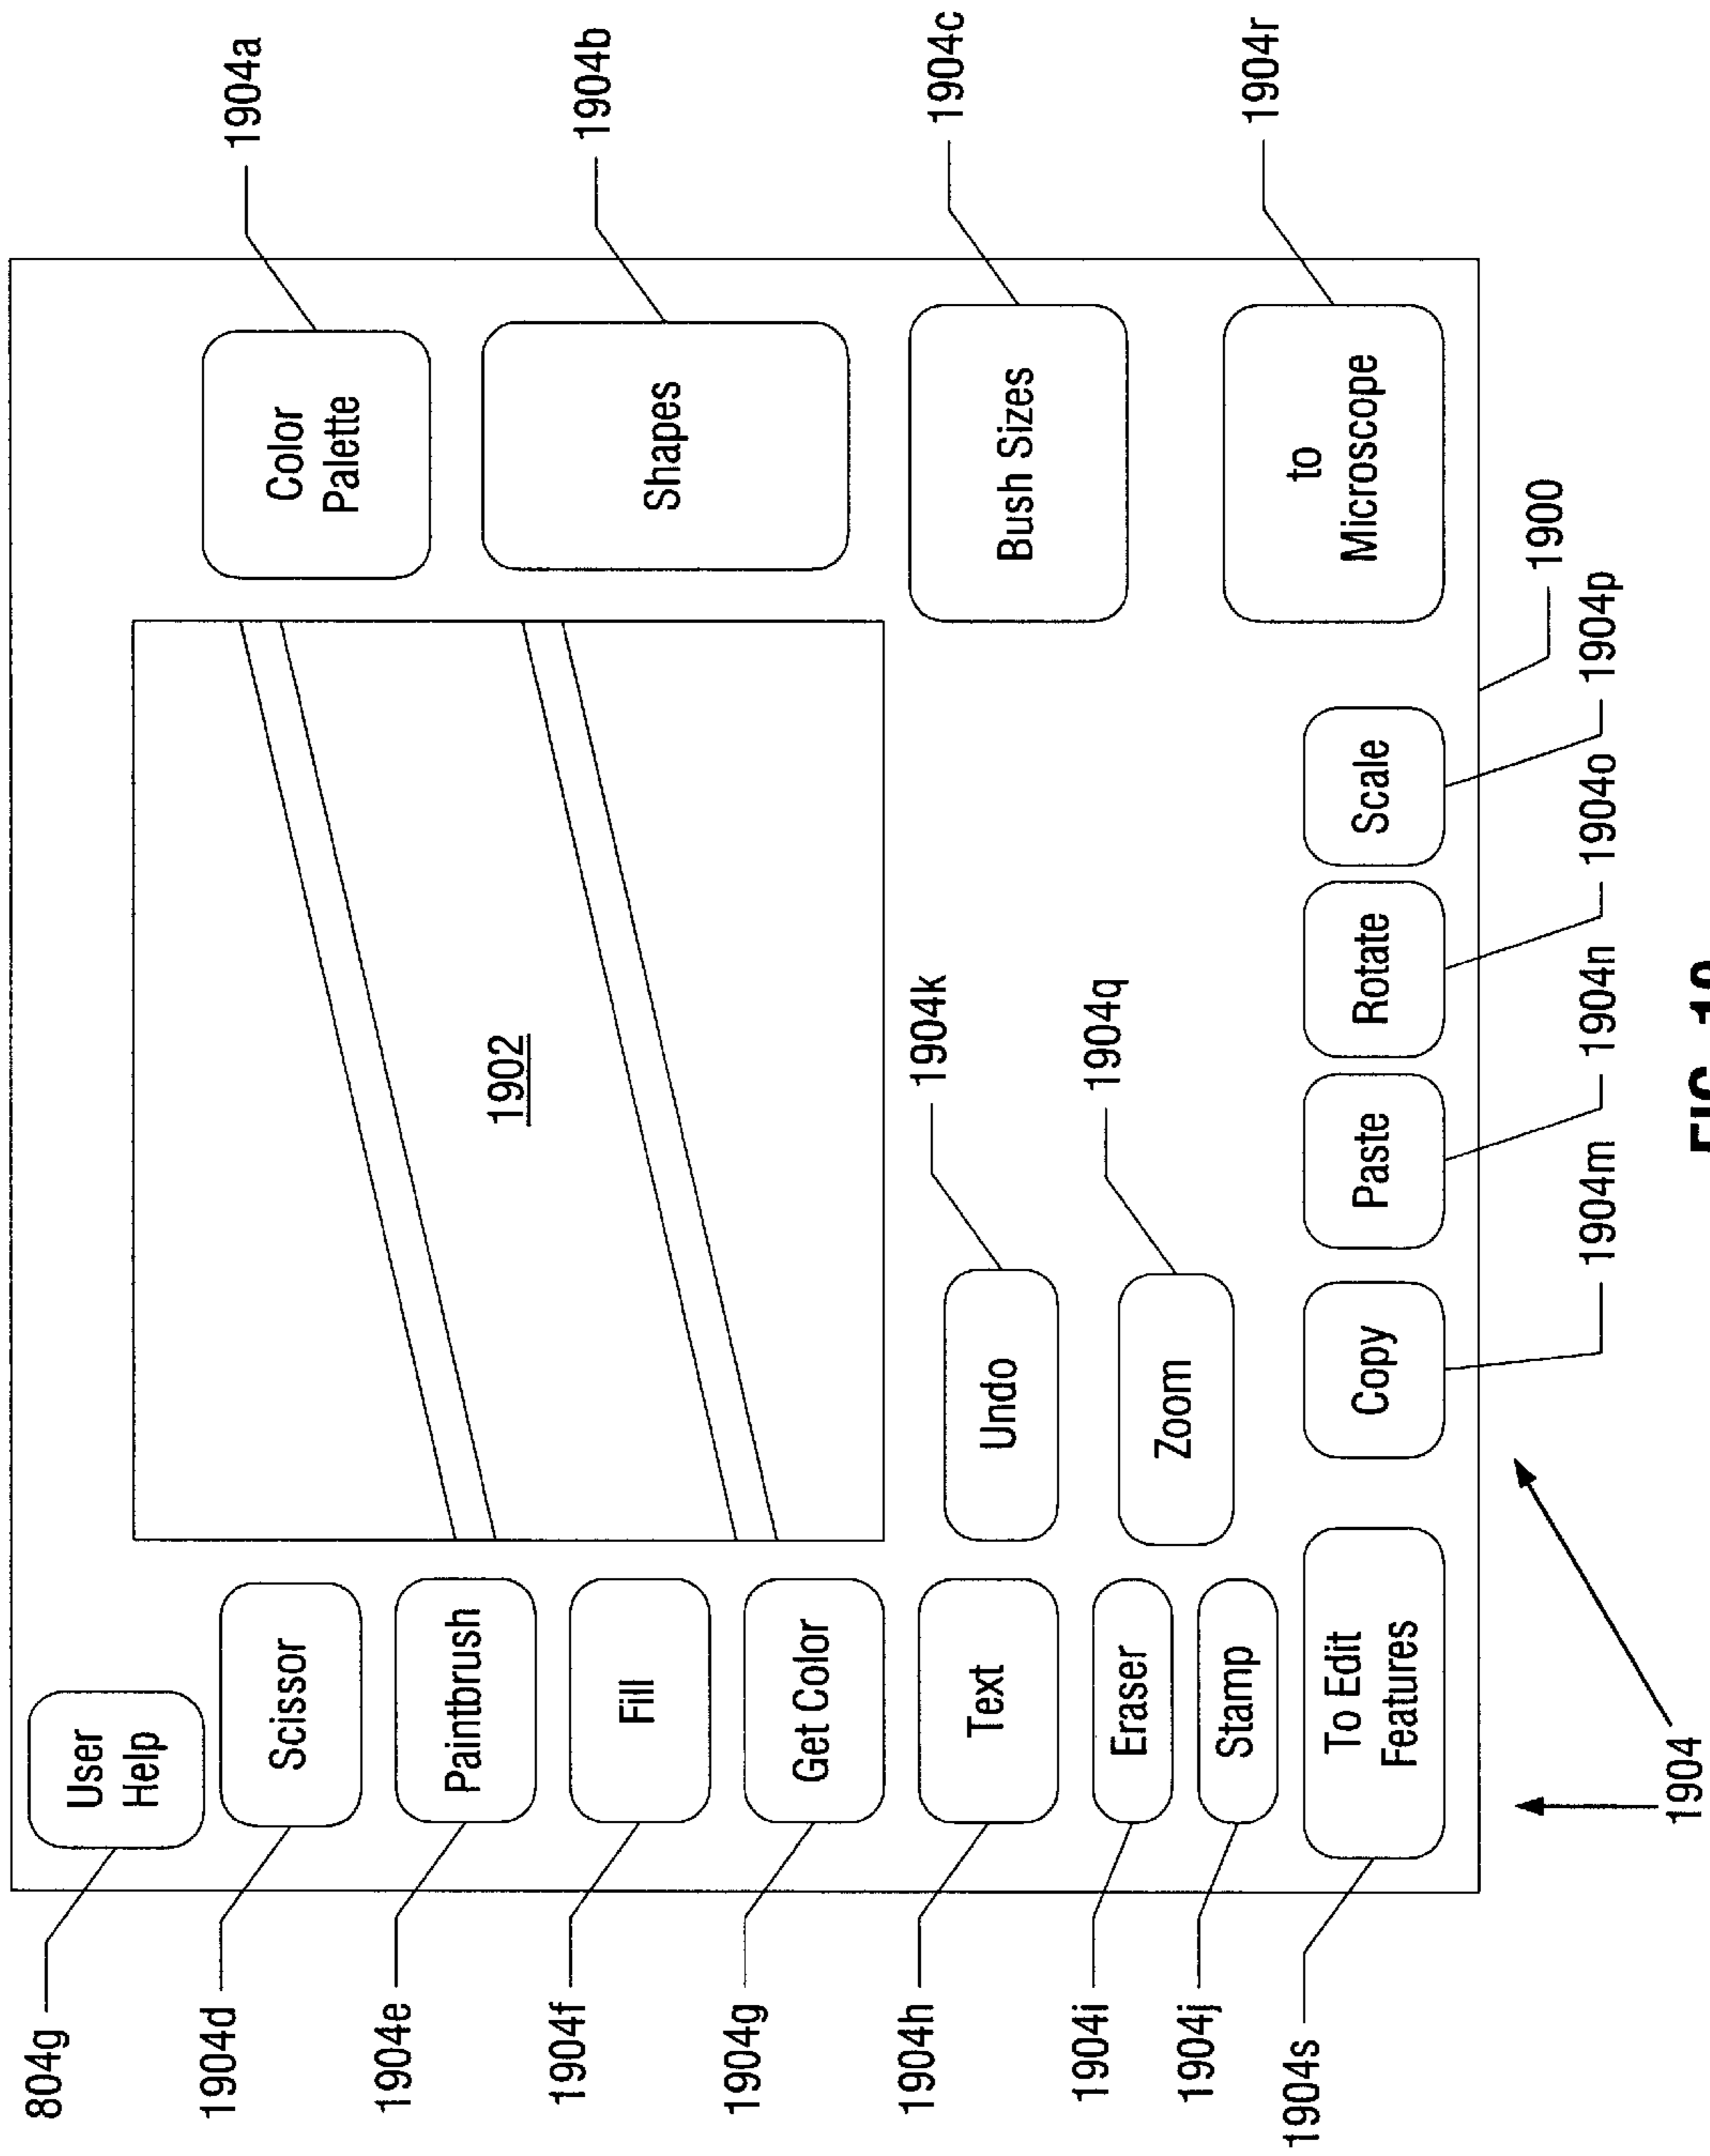 User
Help
Scissor
Paintbrush
Fill
Get Color
Text
Eraser
Stamp
To Edit
Features
1902
Undo
Zoom
Copy
Paste
Rotate
Scale
Color
Palette
Shapes
Bush Sizes
to
Microscope
804g
1904d
1904e
1904f
1904g
1904h
1904i
1904j
1904s
1904k
1904q
1904a
1904b
1904c
1904r
1900
1904m
1904n
1904o
1904p
1904